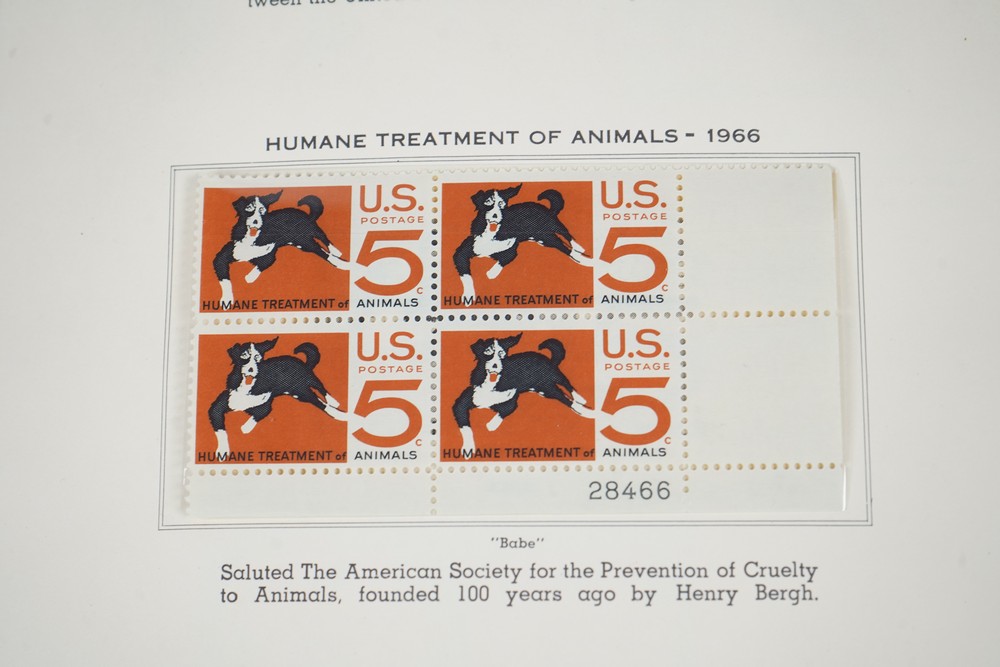 tween the
HUMANE TREATMENT OF ANIMALS - 1966
U.S.
POSTAGE
5c
HUMANE TREATMENT of ANIMALS
U.S.
POSTAGE
5c
HUMANE TREATMENT of ANIMALS
U.S.
POSTAGE
5c
HUMANE TREATMENT of ANIMALS
U.S.
POSTAGE
5c
HUMANE TREATMENT of ANIMALS
28466
"Babe"
Saluted The American Society for the Prevention of Cruelty
to Animals, founded 100 years ago by Henry Bergh.